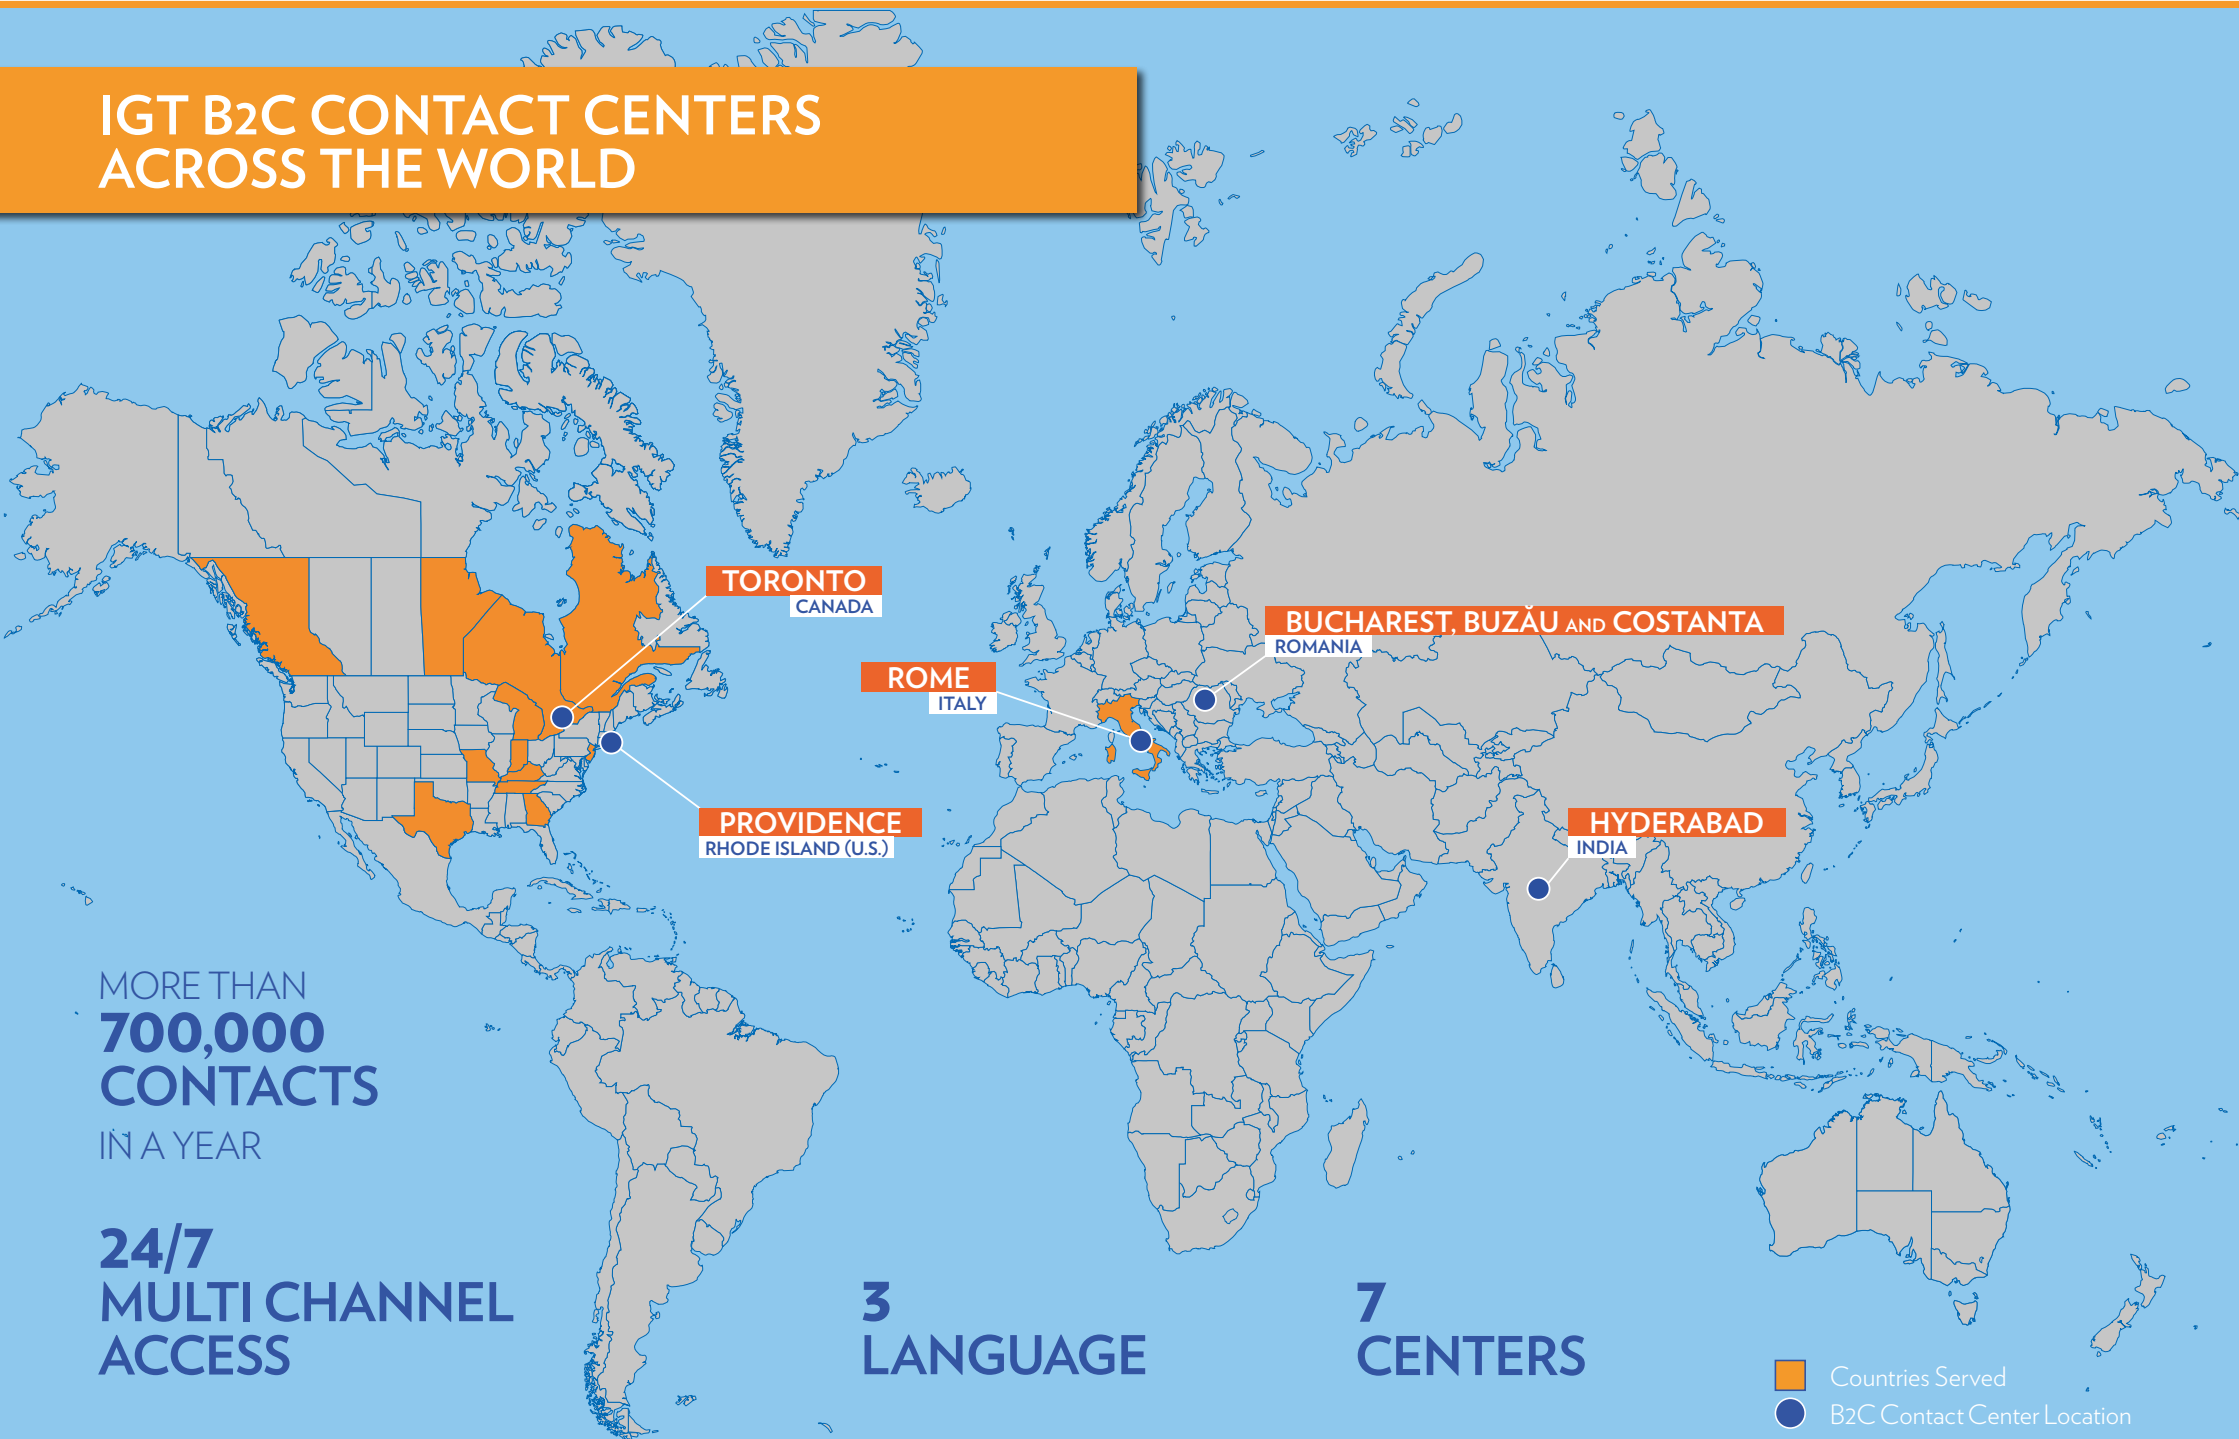 IGT B2C CONTACT CENTERS
ACROSS THE WORLD
TORONTO
CANADA
BUCHAREST, BUZĂU AND COSTANTA
ROMANIA
ROME
ITALY
PROVIDENCE
RHODE ISLAND (U.S.)
HYDERABAD
INDIA
MORE THAN
700,000
CONTACTS
IN A YEAR
24/7
MULTI CHANNEL
ACCESS
3
LANGUAGE
7
CENTERS
Countries Served
B2C Contact Center Location